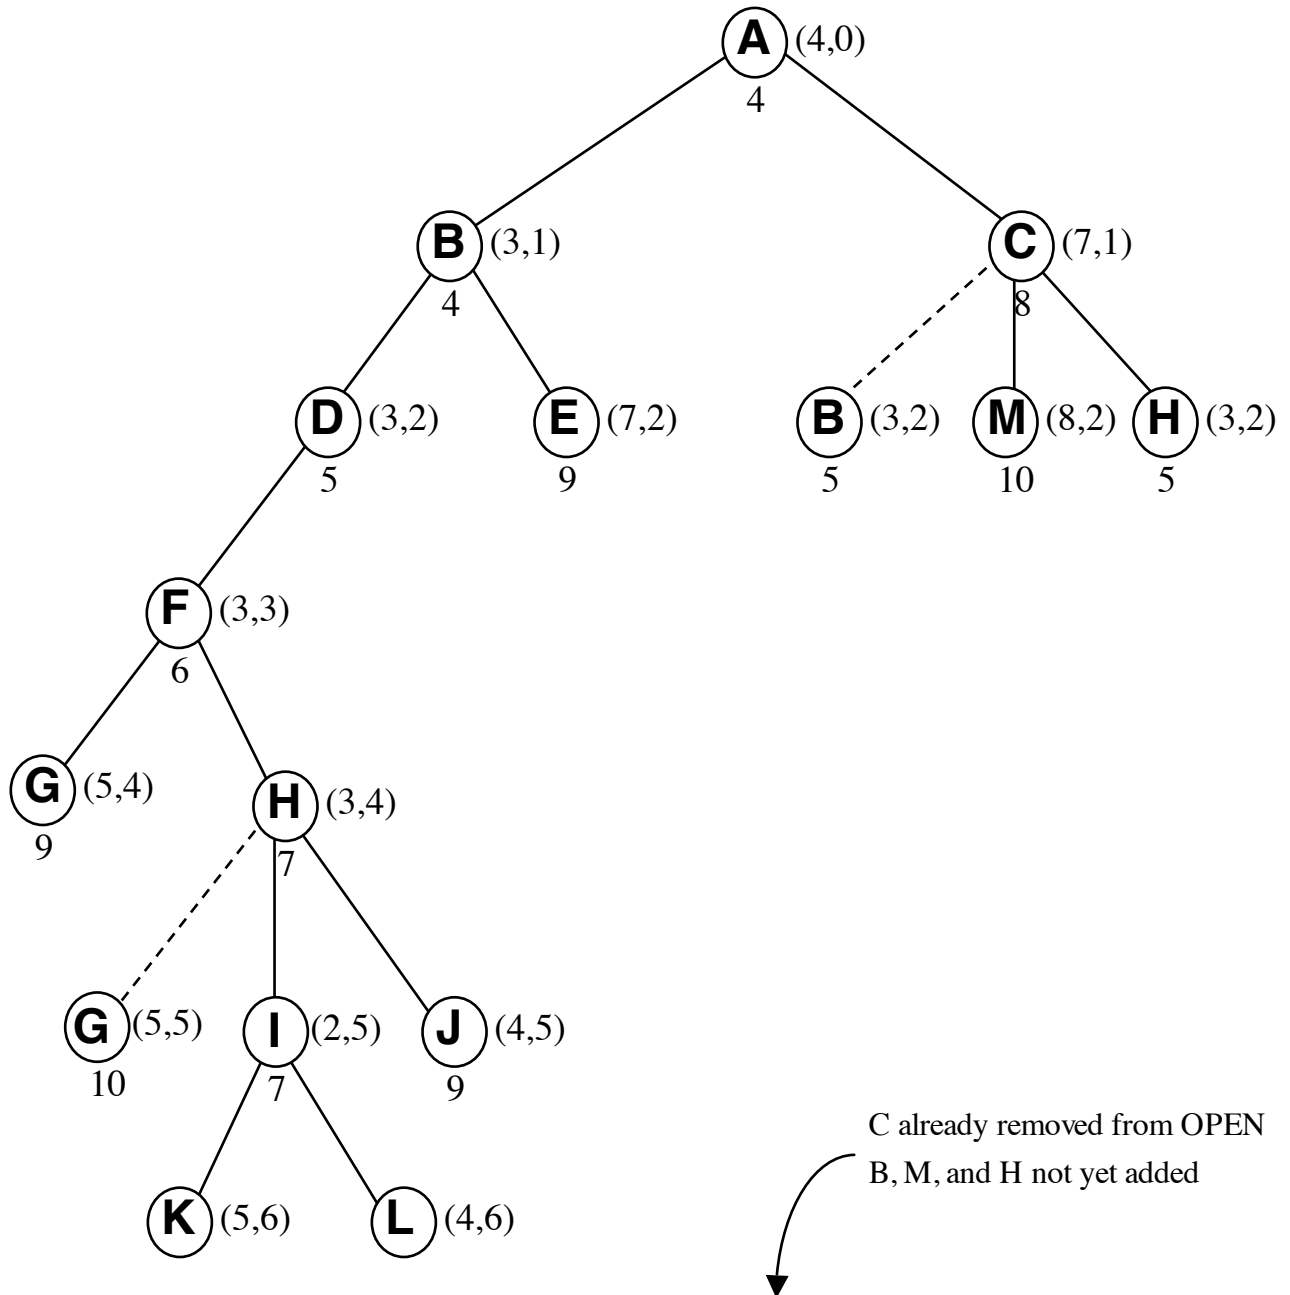 A (4,0)
4
B (3,1)
4
C (7,1)
8
D (3,2)
5
E (7,2)
9
B (3,2)
5
M (8,2)
10
H (3,2)
5
F (3,3)
6
G (5,4)
9
H (3,4)
7
G (5,5)
10
I (2,5)
7
J (4,5)
9
K (5,6)
L (4,6)
C already removed from OPEN
B, M, and H not yet added